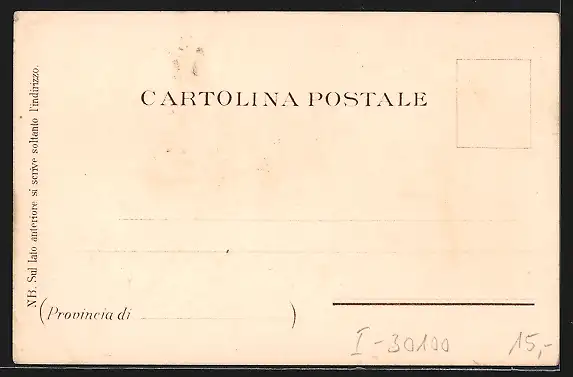 CARTOLINA POSTALE
NB. Sul lato anteriore si scrive soltanto l'indirizzo.
(Provincia di )
I-30100 15,-